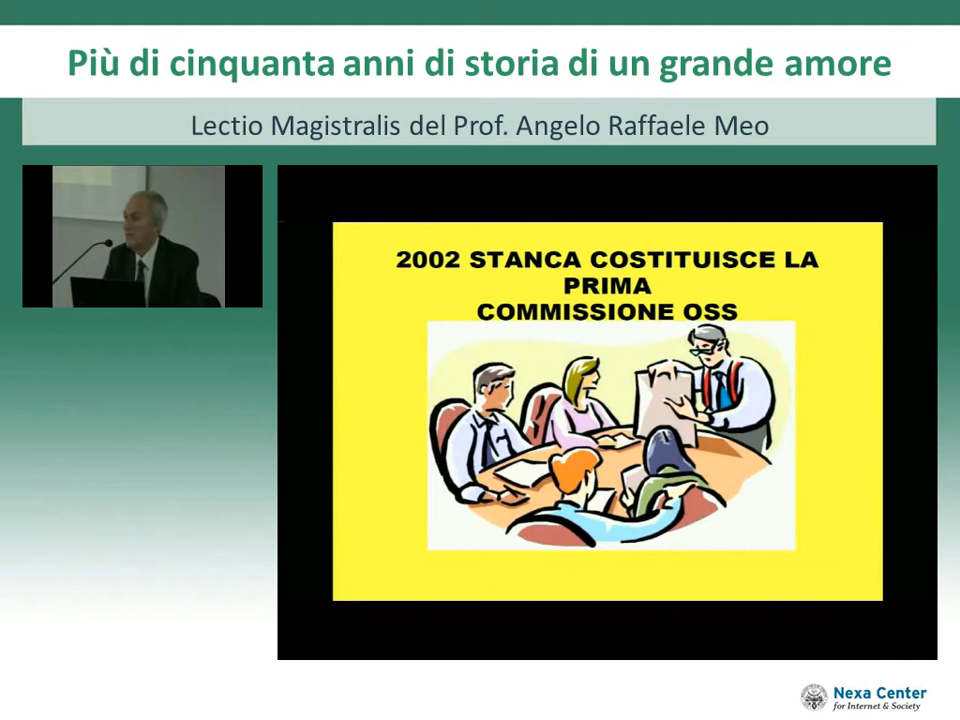 Più di cinquanta anni di storia di un grande amore
Lectio Magistralis del Prof. Angelo Raffaele Meo
2002 STANCA COSTITUISCE LA
PRIMA
COMMISSIONE OSS
Nexa Center
for Internet & Society